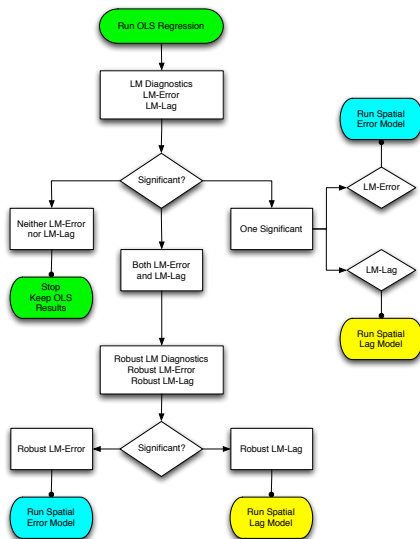 Run OLS Regression
LM Diagnostics
LM-Error
LM-Lag
Significant?
Run Spatial
Error Model
LM-Error
Neither LM-Error
nor LM-Lag
One Significant
Both LM-Error
and LM-Lag
LM-Lag
Stop
Keep OLS
Results
Run Spatial
Lag Model
Robust LM Diagnostics
Robust LM-Error
Robust LM-Lag
Significant?
Robust LM-Error
Robust LM-Lag
Run Spatial
Error Model
Run Spatial
Lag Model